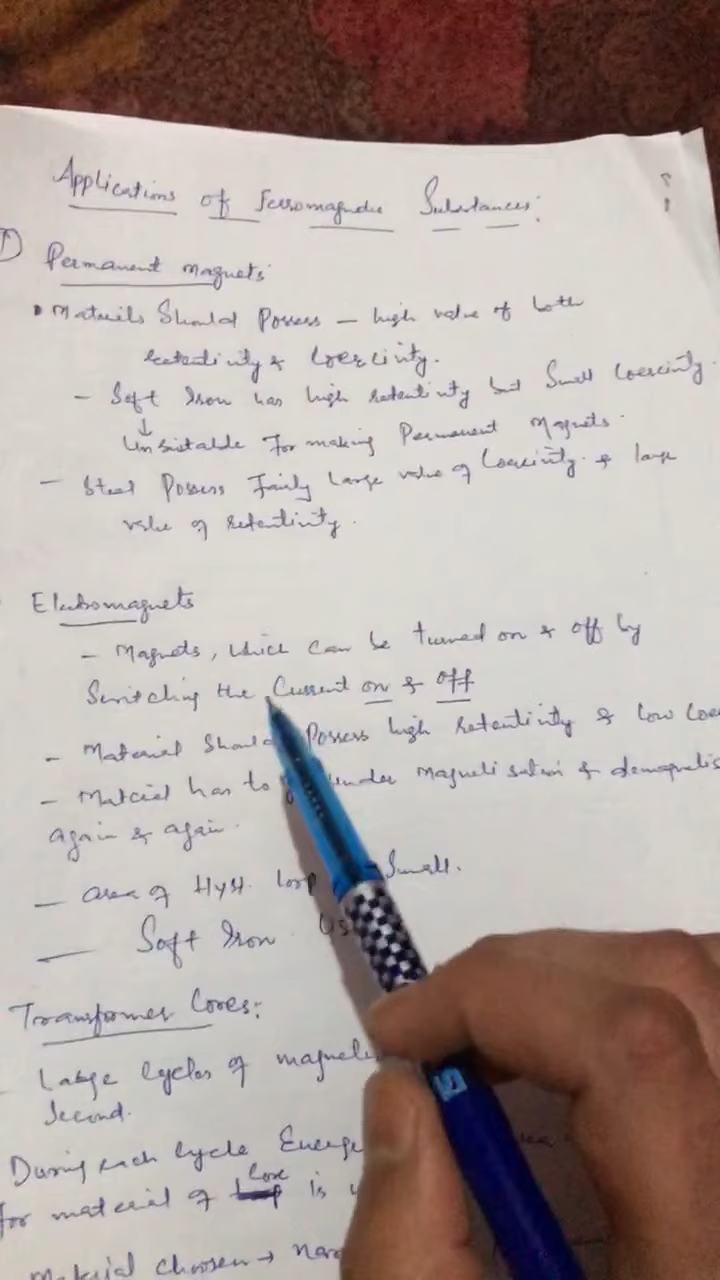 Applications of Ferromagnetic Substances:
1) Permanent Magnets
• Materials Should Possess — high value of both
retentivity & Coercivity.
- Soft Iron has high retentivity but Small Coercivity.
↓
Unsuitable For making Permanent Magnets.
- Steel Possess Fairly Large value of Coercivity & large
value of retentivity.
Electromagnets
- Magnets, which can be turned on & off by
Switching the Current on & off
- Material Should Possess high retentivity & low
- Material has to magnetisation &
again & again.
- area of Hyst. loop Small.
- Soft Iron
Transformer Cores:
- Large Cycles of
Second.
During each Cycle
for material of Core is
Material choosen →